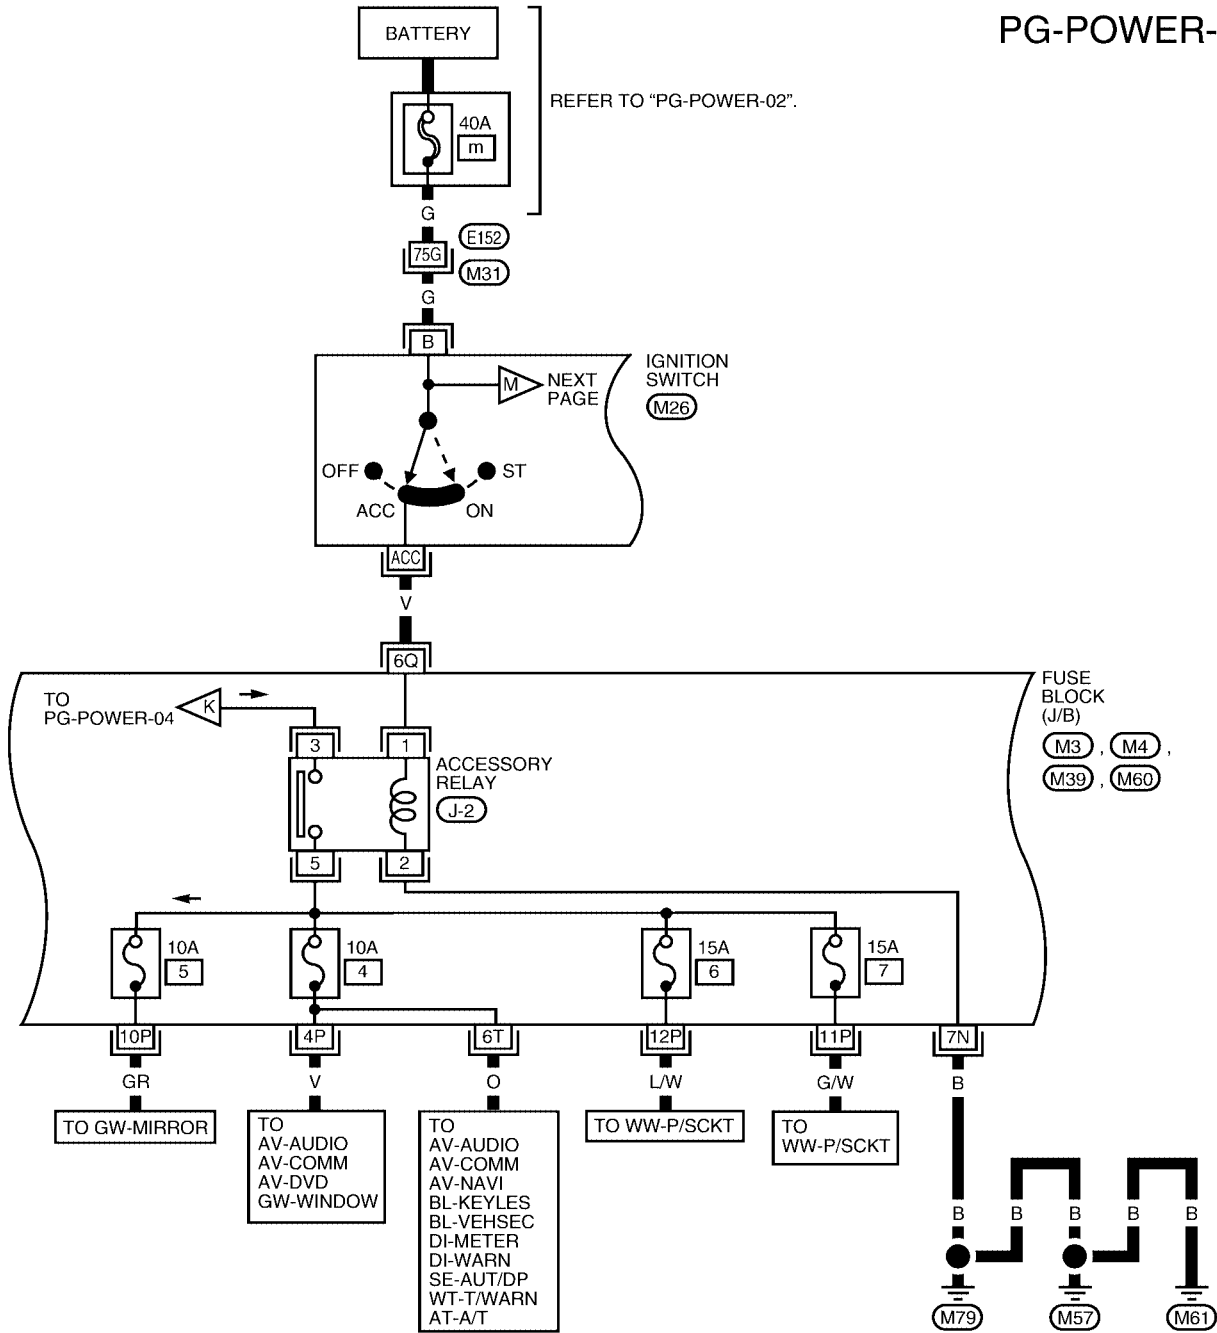 PG-POWER-
BATTERY
REFER TO “PG-POWER-02”.
40A
m
G
E152
75G
M31
G
B
IGNITION
SWITCH
M26
M
NEXT
PAGE
OFF
ST
ACC
ON
ACC
V
6Q
FUSE
BLOCK
(J/B)
M3 , M4 ,
M39 , M60
TO
PG-POWER-04
K
3
1
ACCESSORY
RELAY
J-2
5
2
10A
5
10A
4
15A
6
15A
7
10P
4P
6T
12P
11P
7N
GR
V
O
L/W
G/W
B
TO GW-MIRROR
TO
AV-AUDIO
AV-COMM
AV-DVD
GW-WINDOW
TO
AV-AUDIO
AV-COMM
AV-NAVI
BL-KEYLES
BL-VEHSEC
DI-METER
DI-WARN
SE-AUT/DP
WT-T/WARN
AT-A/T
TO WW-P/SCKT
TO
WW-P/SCKT
B
B
B
B
B
M79
M57
M61